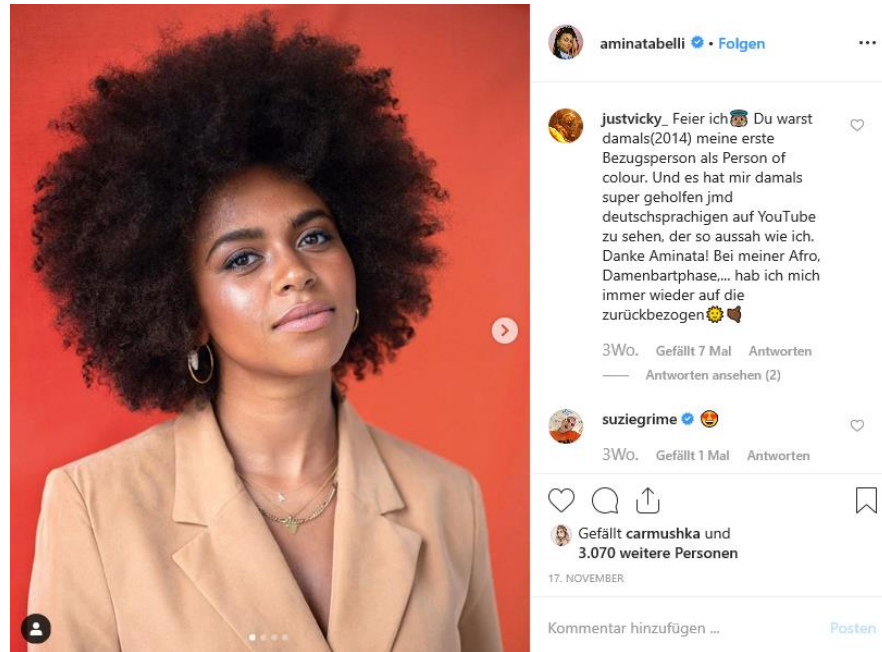 aminatabelli • Folgen
justvicky_ Feier ich👮🏽 Du warst
damals(2014) meine erste
Bezugsperson als Person of
colour. Und es hat mir damals
super geholfen jmd
deutschsprachigen auf YouTube
zu sehen, der so aussah wie ich.
Danke Aminata! Bei meiner Afro,
Damenbartphase,... hab ich mich
immer wieder auf die
zurückbezogen🌞🤜🏾
3Wo. Gefällt 7 Mal Antworten
Antworten ansehen (2)
suziegrime 😍
3Wo. Gefällt 1 Mal Antworten
Gefällt carmushka und
3.070 weitere Personen
17. NOVEMBER
Kommentar hinzufügen ... Posten